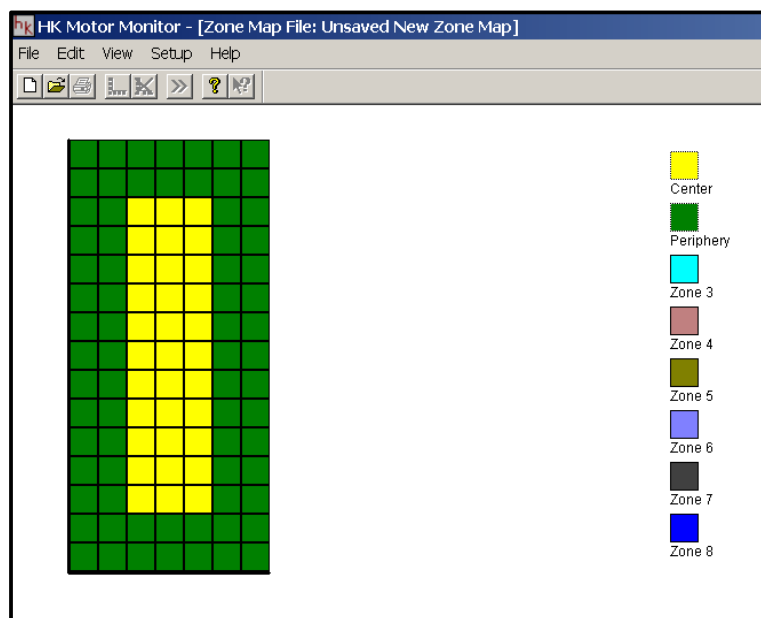 hk HK Motor Monitor - [Zone Map File: Unsaved New Zone Map]
File Edit View Setup Help
Center
Periphery
Zone 3
Zone 4
Zone 5
Zone 6
Zone 7
Zone 8